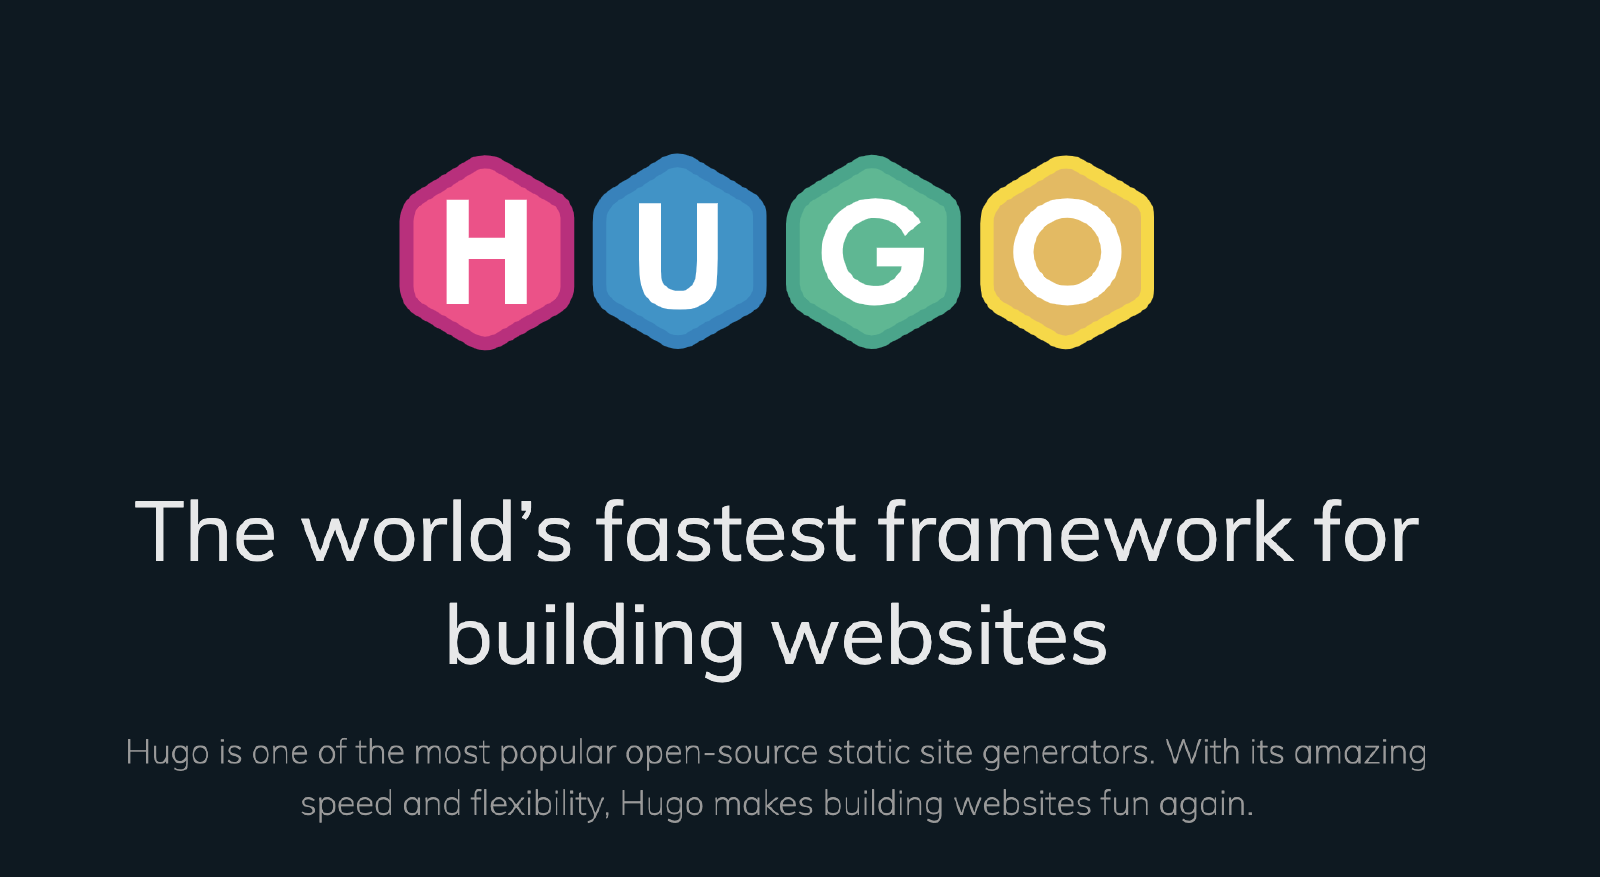 HUGO
The world’s fastest framework for
building websites
Hugo is one of the most popular open-source static site generators. With its amazing
speed and flexibility, Hugo makes building websites fun again.